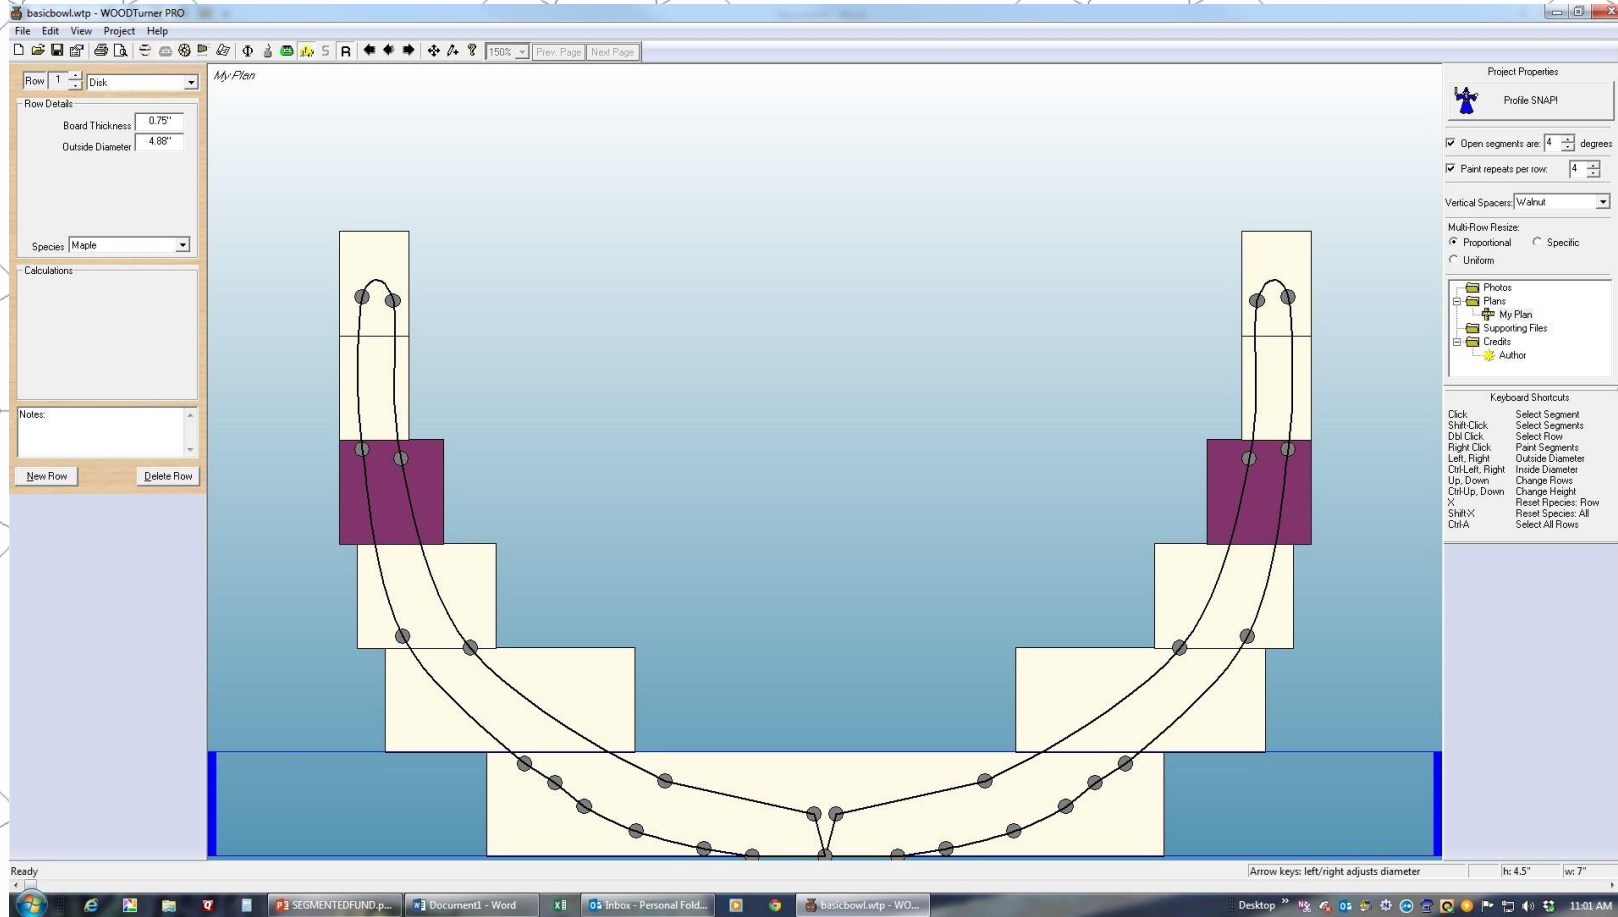 basicbowl.wtp - WOODTurner PRO
File Edit View Project Help
S R 150% Prev. Page Next Page
Row 1 Disk
Row Details
Board Thickness 0.75"
Outside Diameter 4.88"
Species Maple
Calculations
Notes:
New Row Delete Row
My Plan
Project Properties
Profile SNAP!
Open segments are: 4 degrees
Paint repeats per row: 4
Vertical Spacers: Walnut
Multi-Row Resize:
Proportional Specific
Uniform
Photos
Plans
My Plan
Supporting Files
Credits
Author
Keyboard Shortcuts
Click Select Segment
Shift-Click Select Segments
Dbl Click Select Row
Right Click Paint Segments
Left, Right Outside Diameter
Ctrl-Left, Right Inside Diameter
Up, Down Change Rows
Ctrl-Up, Down Change Height
X Reset Rpecies: Row
Shift-X Reset Species: All
Ctrl-A Select All Rows
Ready Arrow keys: left/right adjusts diameter h: 4.5" w: 7"
SEGMENTEDFUND.p... Document1 - Word Inbox - Personal Fold... basicbowl.wtp - WO... Desktop 11:01 AM